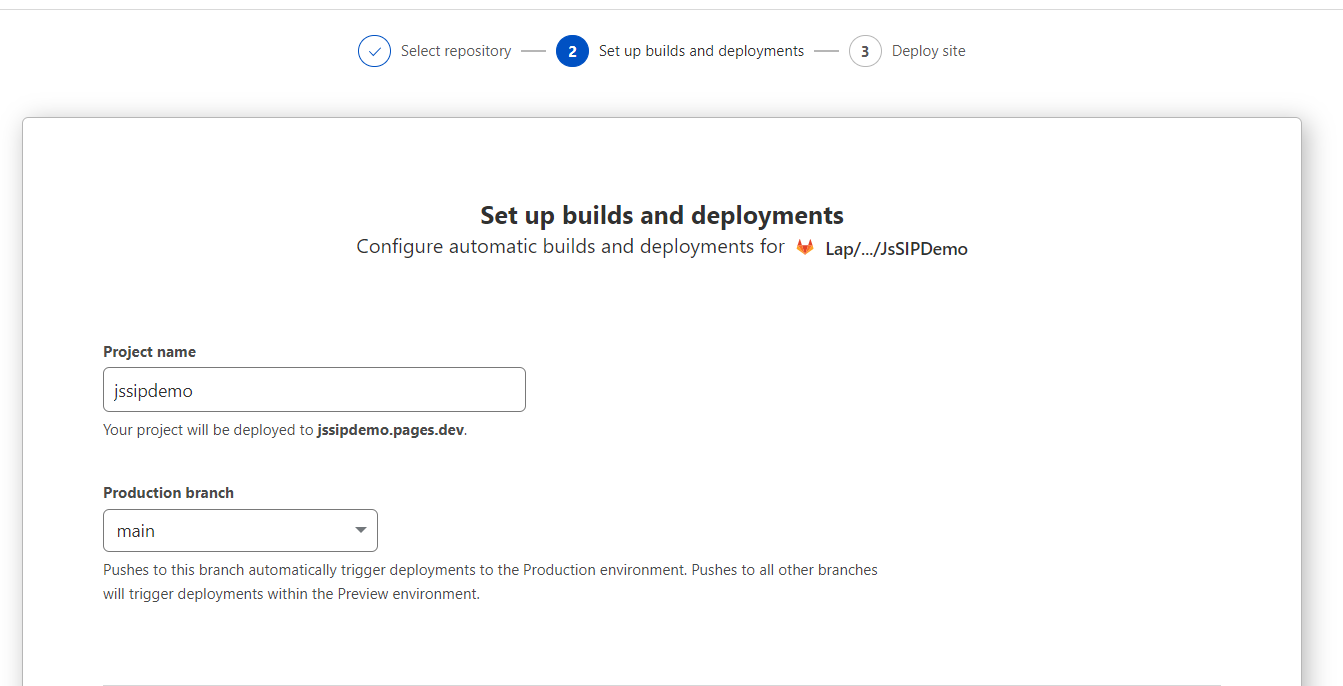 Select repository 2 Set up builds and deployments 3 Deploy site
Set up builds and deployments
Configure automatic builds and deployments for Lap/.../JsSIPDemo
Project name
jssipdemo
Your project will be deployed to jssipdemo.pages.dev.
Production branch
main
Pushes to this branch automatically trigger deployments to the Production environment. Pushes to all other branches
will trigger deployments within the Preview environment.